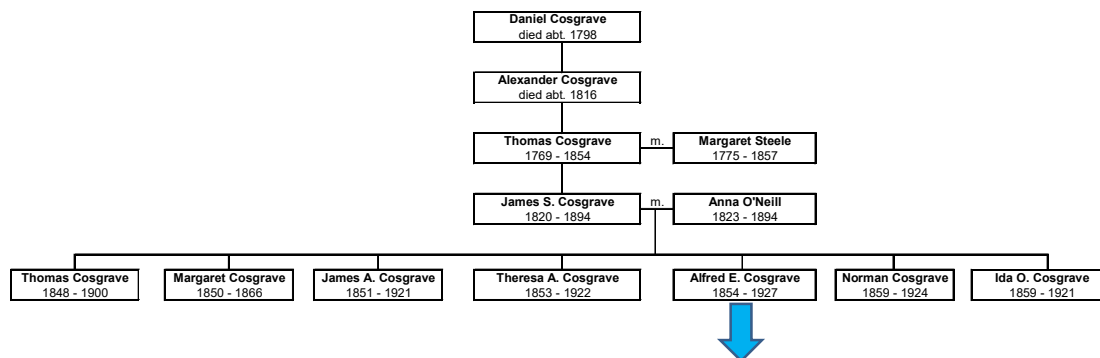 Daniel Cosgrave
died abt. 1798
Alexander Cosgrave
died abt. 1816
Thomas Cosgrave
1769 - 1854
m.
Margaret Steele
1775 - 1857
James S. Cosgrave
1820 - 1894
m.
Anna O'Neill
1823 - 1894
Thomas Cosgrave
1848 - 1900
Margaret Cosgrave
1850 - 1866
James A. Cosgrave
1851 - 1921
Theresa A. Cosgrave
1853 - 1922
Alfred E. Cosgrave
1854 - 1927
Norman Cosgrave
1859 - 1924
Ida O. Cosgrave
1859 - 1921